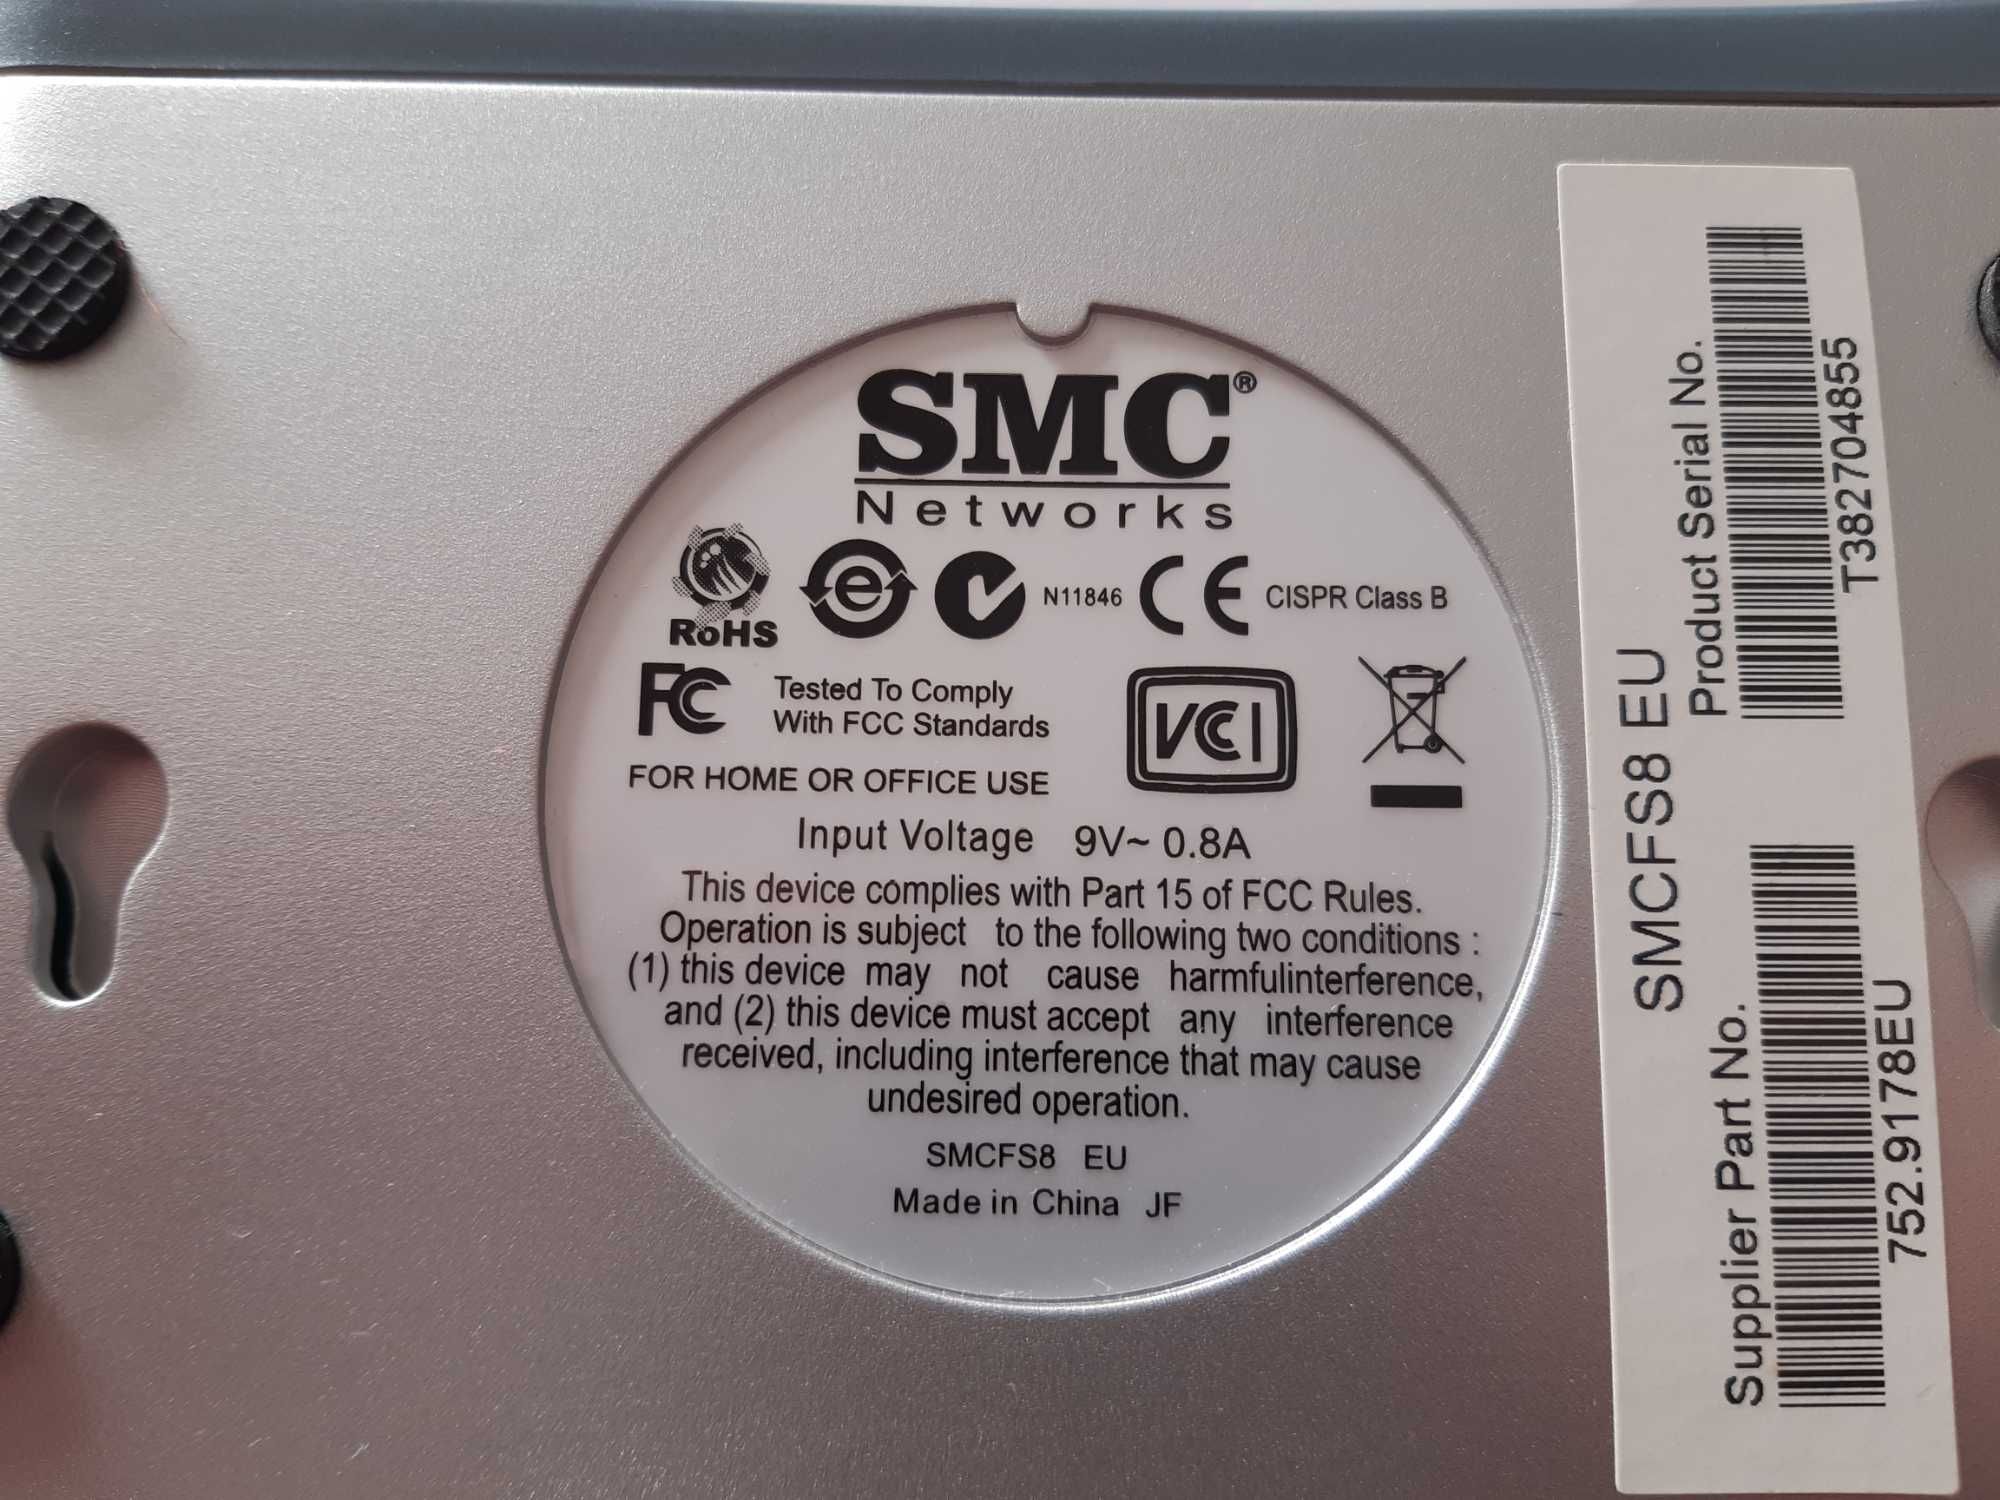 SMC®
Networks
RoHS
e
N11846
CE
CISPR Class B
FC
Tested To Comply
With FCC Standards
VCI
FOR HOME OR OFFICE USE
Input Voltage 9V~ 0.8A
This device complies with Part 15 of FCC Rules.
Operation is subject to the following two conditions :
(1) this device may not cause harmfulinterference,
and (2) this device must accept any interference
received, including interference that may cause
undesired operation.
SMCFS8 EU
Made in China JF
SMCFS8 EU
Product Serial No.
T382704855
Supplier Part No.
752.9178EU